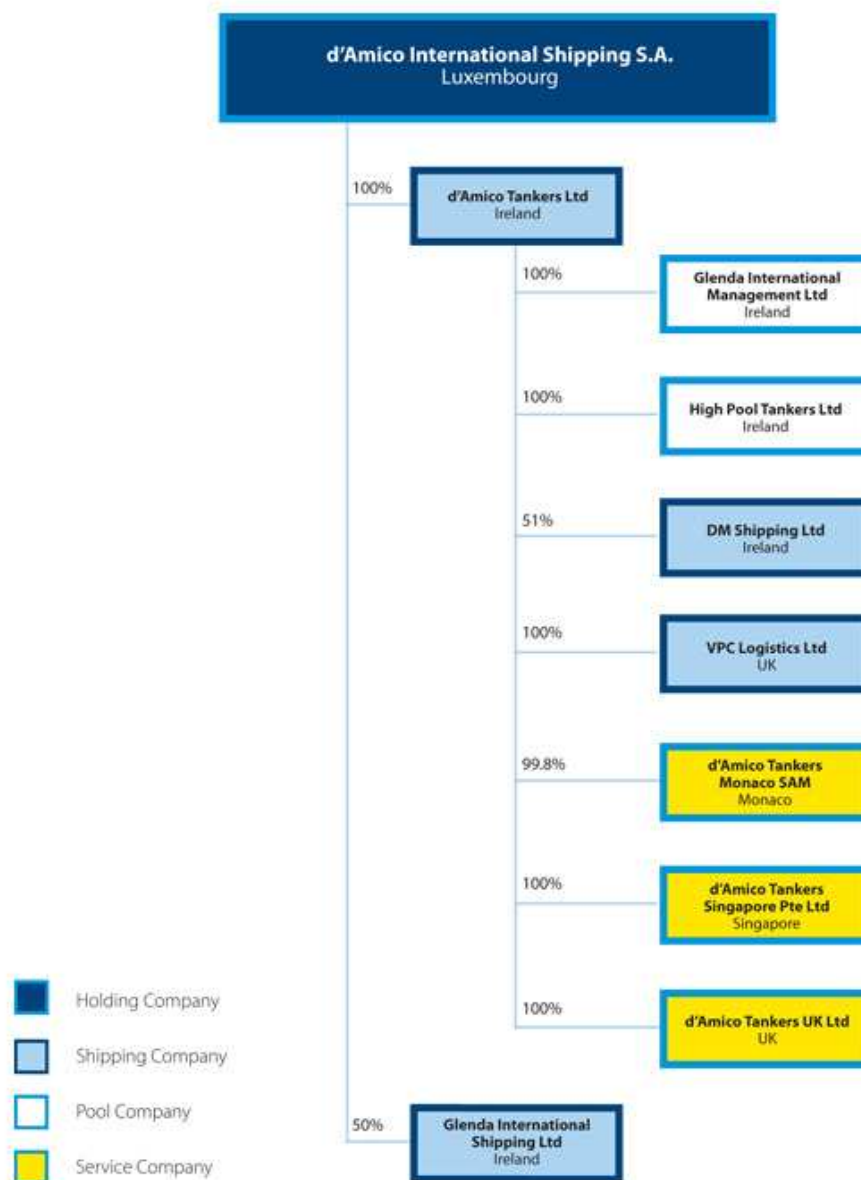 d'Amico International Shipping S.A.
Luxembourg
100%
d'Amico Tankers Ltd
Ireland
100%
Glenda International
Management Ltd
Ireland
100%
High Pool Tankers Ltd
Ireland
51%
DM Shipping Ltd
Ireland
100%
VPC Logistics Ltd
UK
99.8%
d'Amico Tankers
Monaco SAM
Monaco
100%
d'Amico Tankers
Singapore Pte Ltd
Singapore
100%
d'Amico Tankers UK Ltd
UK
50%
Glenda International
Shipping Ltd
Ireland
Holding Company
Shipping Company
Pool Company
Service Company